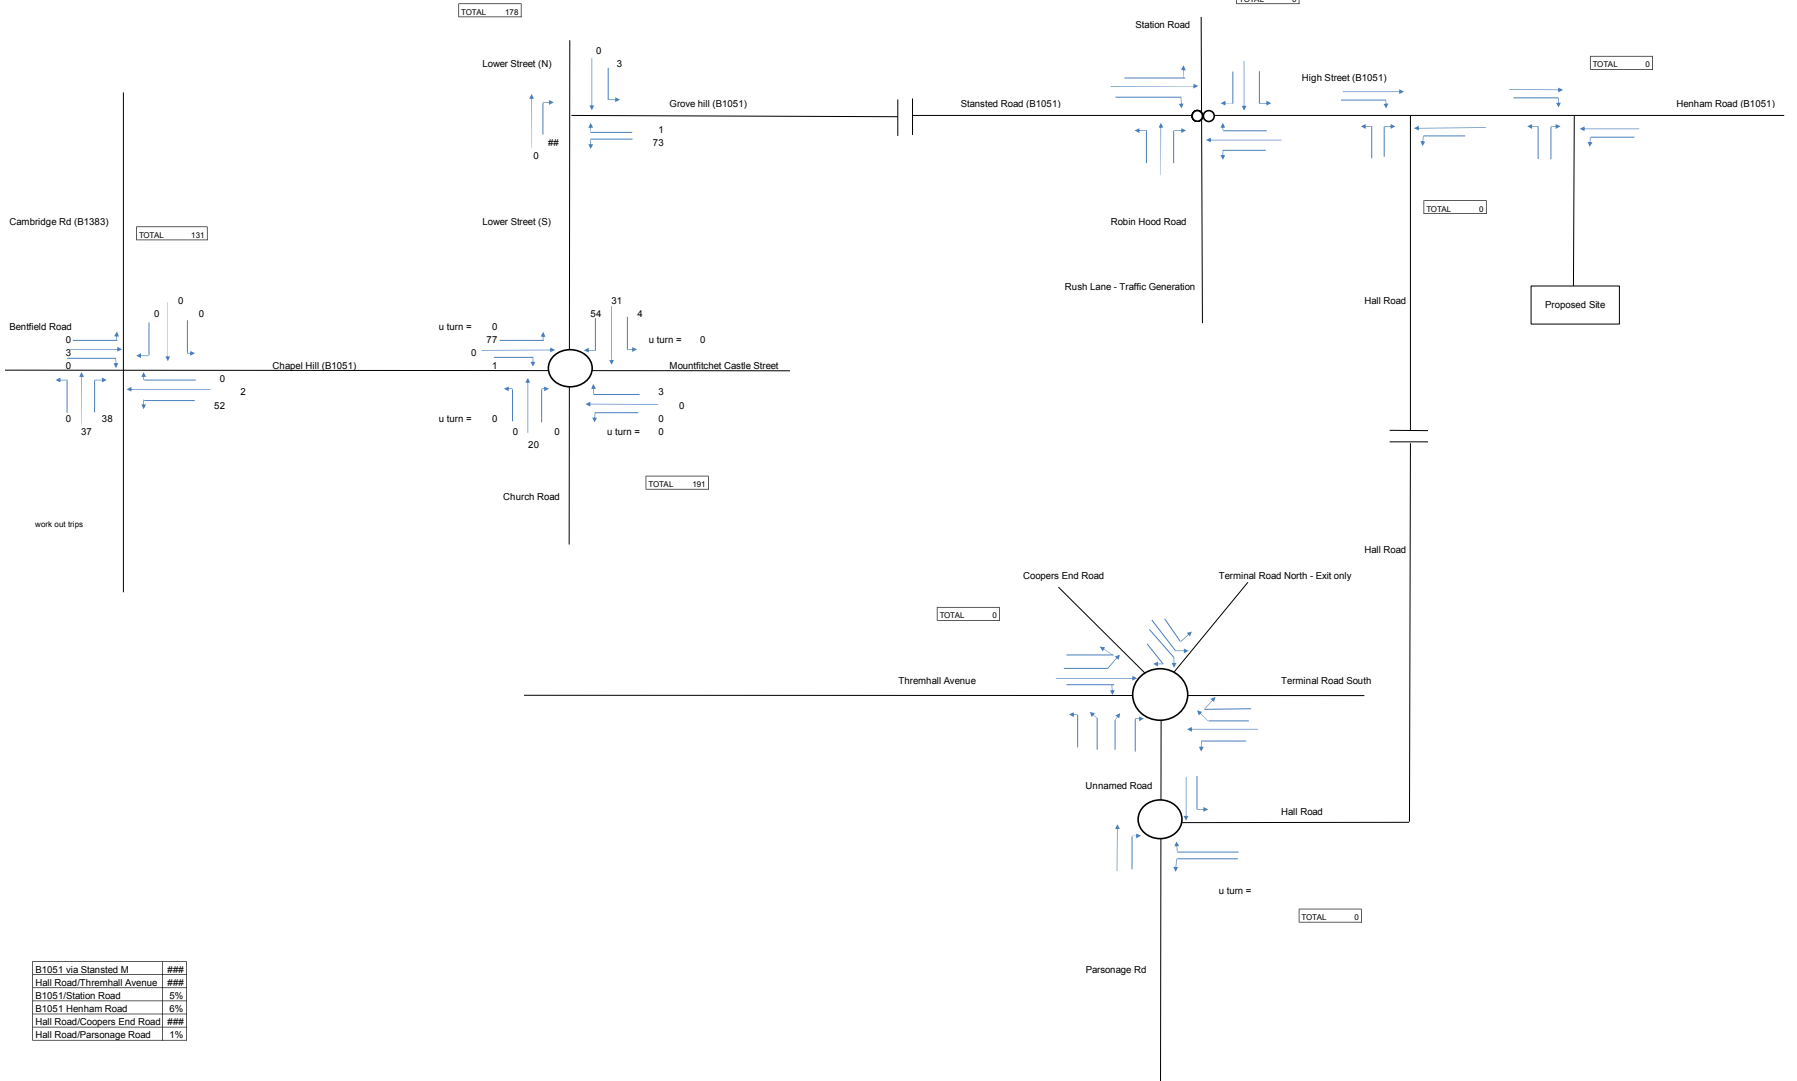 TOTAL 178
TOTAL 0
Station Road
Lower Street (N)
0
3
TOTAL 0
High Street (B1051)
Grove hill (B1051)
Stansted Road (B1051)
Henham Road (B1051)
1
##
73
0
Cambridge Rd (B1383)
TOTAL 131
Lower Street (S)
Robin Hood Road
TOTAL 0
Rush Lane - Traffic Generation
Hall Road
Proposed Site
0
0
0
Bentfield Road
0
3
0
Chapel Hill (B1051)
0
2
52
0
38
37
31
54
4
u turn = 0
77
0
1
u turn = 0
Mountfitchet Castle Street
3
0
0
u turn = 0
u turn = 0
0
0
20
TOTAL 191
Church Road
work out trips
Hall Road
Coopers End Road
Terminal Road North - Exit only
TOTAL 0
Thremhall Avenue
Terminal Road South
Unnamed Road
Hall Road
u turn =
TOTAL 0
Parsonage Rd
B1051 via Stansted M ###
Hall Road/Thremhall Avenue ###
B1051/Station Road 5%
B1051 Henham Road 6%
Hall Road/Coopers End Road ###
Hall Road/Parsonage Road 1%